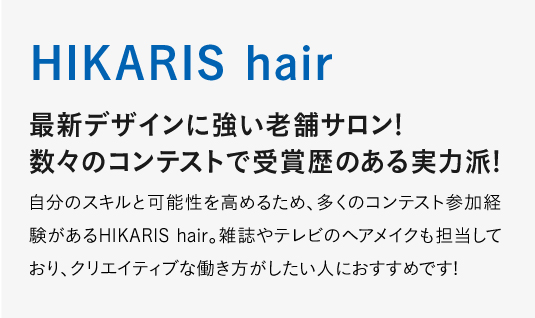 HIKARIS hair
最新デザインに強い老舗サロン!
数々のコンテストで受賞歴のある実力派!
自分のスキルと可能性を高めるため、多くのコンテスト参加経
験があるHIKARIS hair。雑誌やテレビのヘアメイクも担当して
おり、クリエイティブな働き方がしたい人におすすめです!